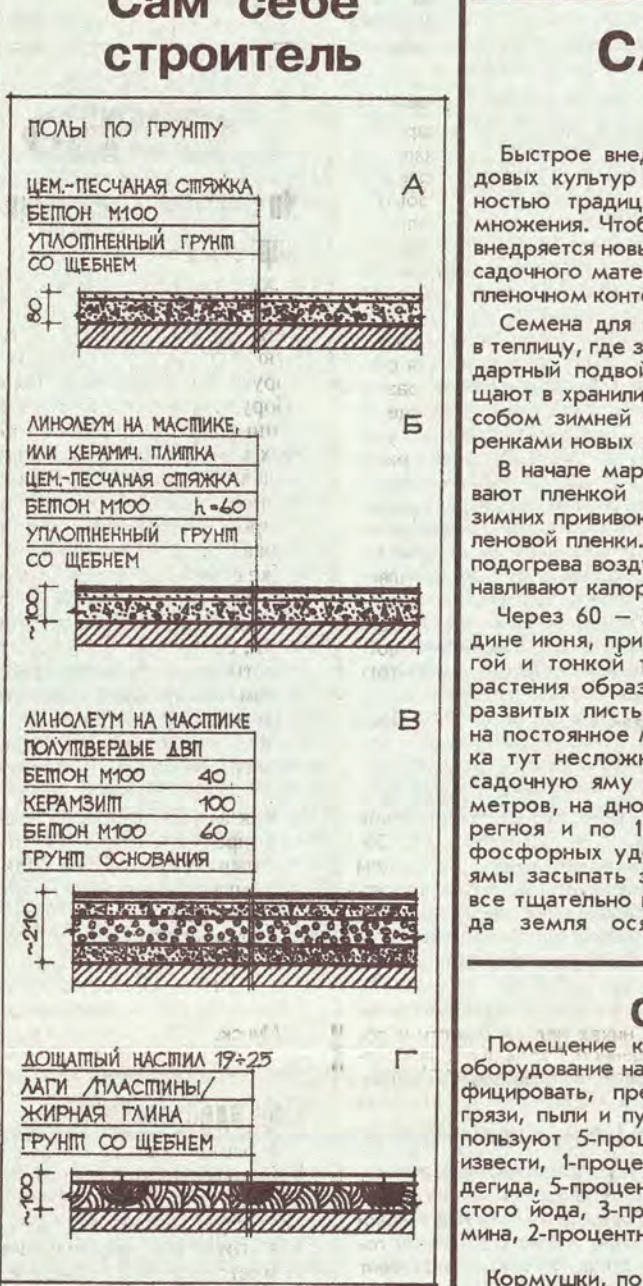 Сам себе
строитель
ПОЛЫ ПО ГРУНТУ
ЦЕМ.-ПЕСЧАНАЯ СТЯЖКА
А
БЕТОН М100
УПЛОТНЕННЫЙ ГРУНТ
СО ЩЕБНЕМ
80
ЛИНОЛЕУМ НА МАСТИКЕ,
Б
ИЛИ КЕРАМИЧ. ПЛИТКА
ЦЕМ.-ПЕСЧАНАЯ СТЯЖКА
БЕТОН М100 h=60
УПЛОТНЕННЫЙ ГРУНТ
СО ЩЕБНЕМ
~100
ЛИНОЛЕУМ НА МАСТИКЕ
В
ПОЛУТВЕРДЫЕ ДВП
БЕТОН М100 40
КЕРАМЗИТ 100
БЕТОН М100 60
ГРУНТ ОСНОВАНИЯ
~210
ДОЩАТЫЙ НАСТИЛ 19÷25
Г
ЛАГИ /ПЛАСТИНЫ/
ЖИРНАЯ ГЛИНА
ГРУНТ СО ЩЕБНЕМ
~100
Быстрое внед
довых культур
ностью традиц
множения. Чтоб
внедряется новы
садочного мате
пленочном конте
Семена для
в теплицу, где з
дартный подвой
щают в хранили
собом зимней
ренками новых
В начале мар
вают пленкой
зимних прививок
леновой пленки.
подогрева возду
навливают калор
Через 60 –
дине июня, при
гой и тонкой т
растения образ
развитых листь
на постоянное
ка тут несложн
садочную яму
метров, на дно
регноя и по 1
фосфорных удо
ямы засыпать з
все тщательно
да земля ося
Помещение к
оборудование на
фицировать, пре
грязи, пыли и пу
пользуют 5-проц
извести, 1-процен
дегида, 5-процен
стого йода, 3-пр
мина, 2-процентн
Кормушки, по